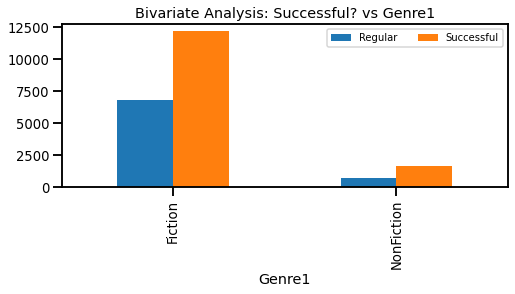 Bivariate Analysis: Successful? vs Genre1
Regular Successful
12500
10000
7500
5000
2500
0
Fiction
NonFiction
Genre1